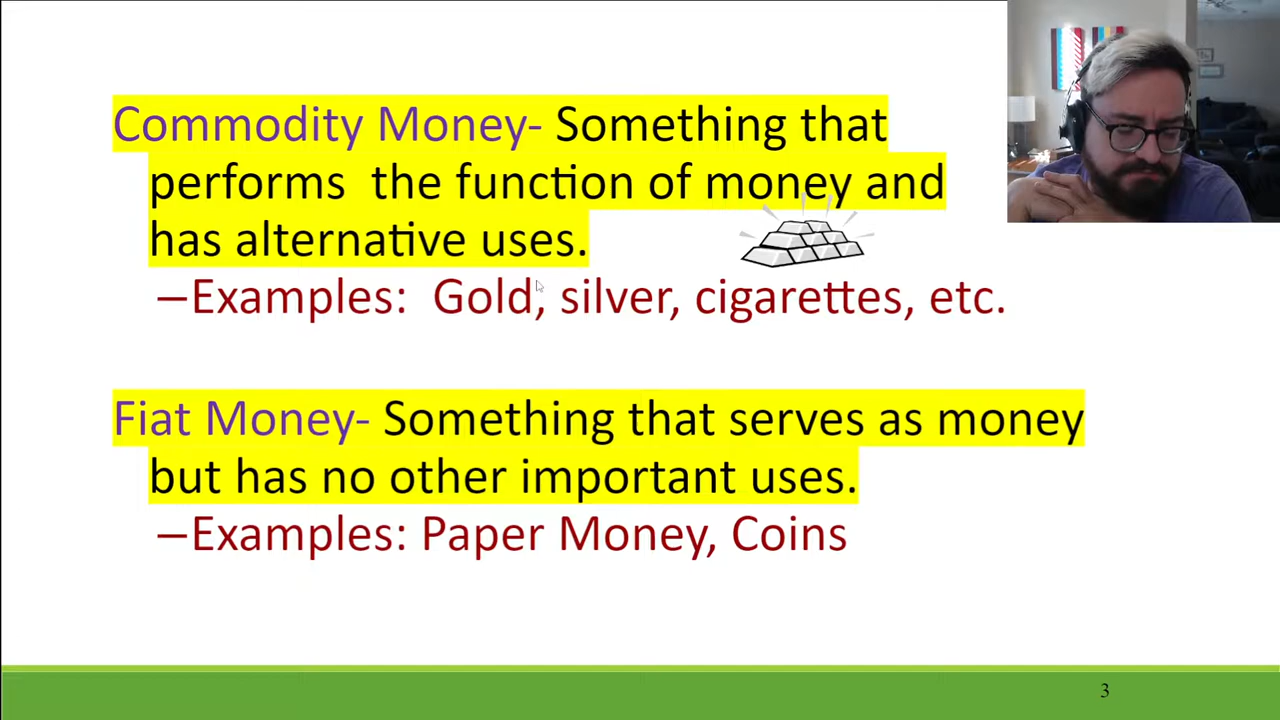 Commodity Money- Something that
performs  the function of money and
has alternative uses.
–Examples:  Gold, silver, cigarettes, etc.
Fiat Money- Something that serves as money
but has no other important uses.
–Examples: Paper Money, Coins
3